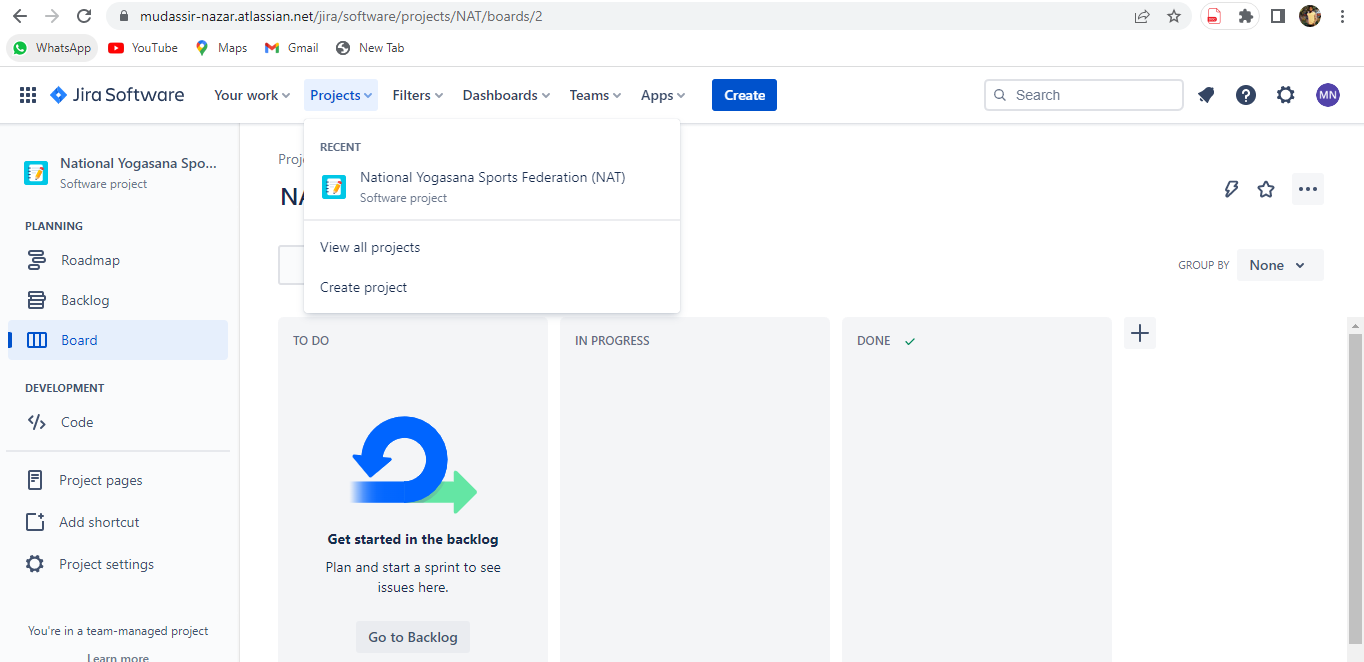 mudassir-nazar.atlassian.net/jira/software/projects/NAT/boards/2
WhatsApp YouTube Maps Gmail New Tab
Jira Software Your work Projects Filters Dashboards Teams Apps Create Search MN
National Yogasana Spo...
Software project
PLANNING
Roadmap
Backlog
Board
DEVELOPMENT
Code
Project pages
Add shortcut
Project settings
You're in a team-managed project
Learn more
RECENT
National Yogasana Sports Federation (NAT)
Software project
View all projects
Create project
GROUP BY None
TO DO
Get started in the backlog
Plan and start a sprint to see
issues here.
Go to Backlog
IN PROGRESS
DONE